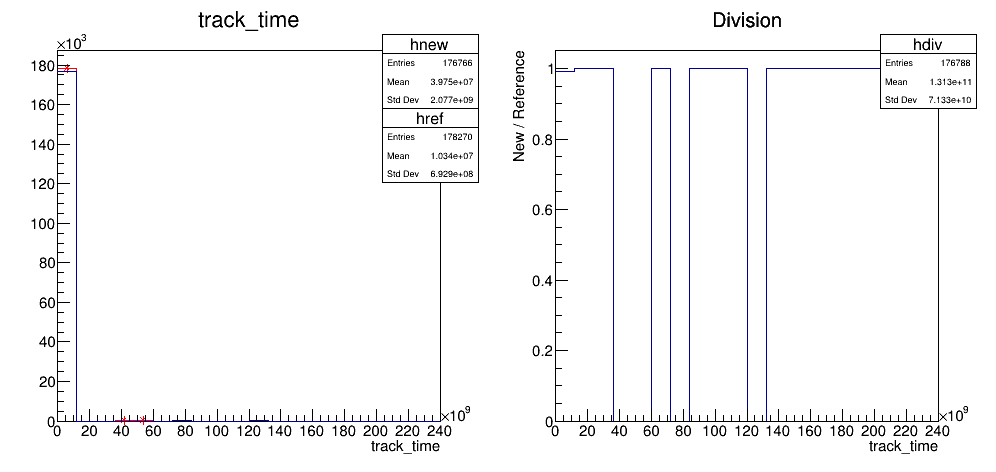 track_time
×10³
hnew
Entries 176766
Mean 3.975e+07
Std Dev 2.077e+09
href
Entries 178270
Mean 1.034e+07
Std Dev 6.929e+08
180
160
140
120
100
80
60
40
20
0
0 20 40 60 80 100 120 140 160 180 200 220 240
×10⁹
track_time
Division
hdiv
Entries 176788
Mean 1.313e+11
Std Dev 7.133e+10
New / Reference
1
0.8
0.6
0.4
0.2
0
0 20 40 60 80 100 120 140 160 180 200 220 240
×10⁹
track_time